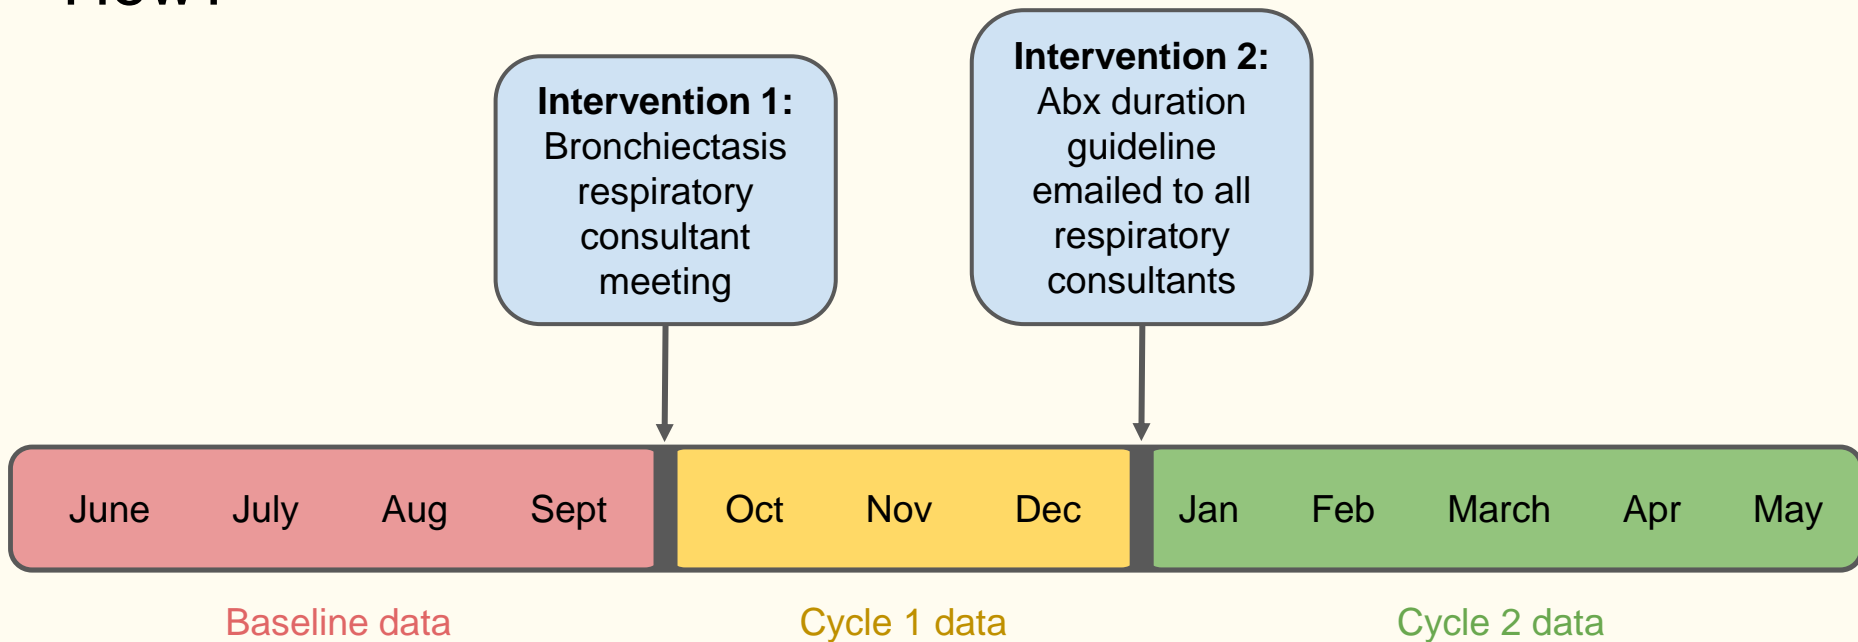 Intervention 1:
Bronchiectasis
respiratory
consultant
meeting
Intervention 2:
Abx duration
guideline
emailed to all
respiratory
consultants
June July Aug Sept Oct Nov Dec Jan Feb March Apr May
Baseline data Cycle 1 data Cycle 2 data